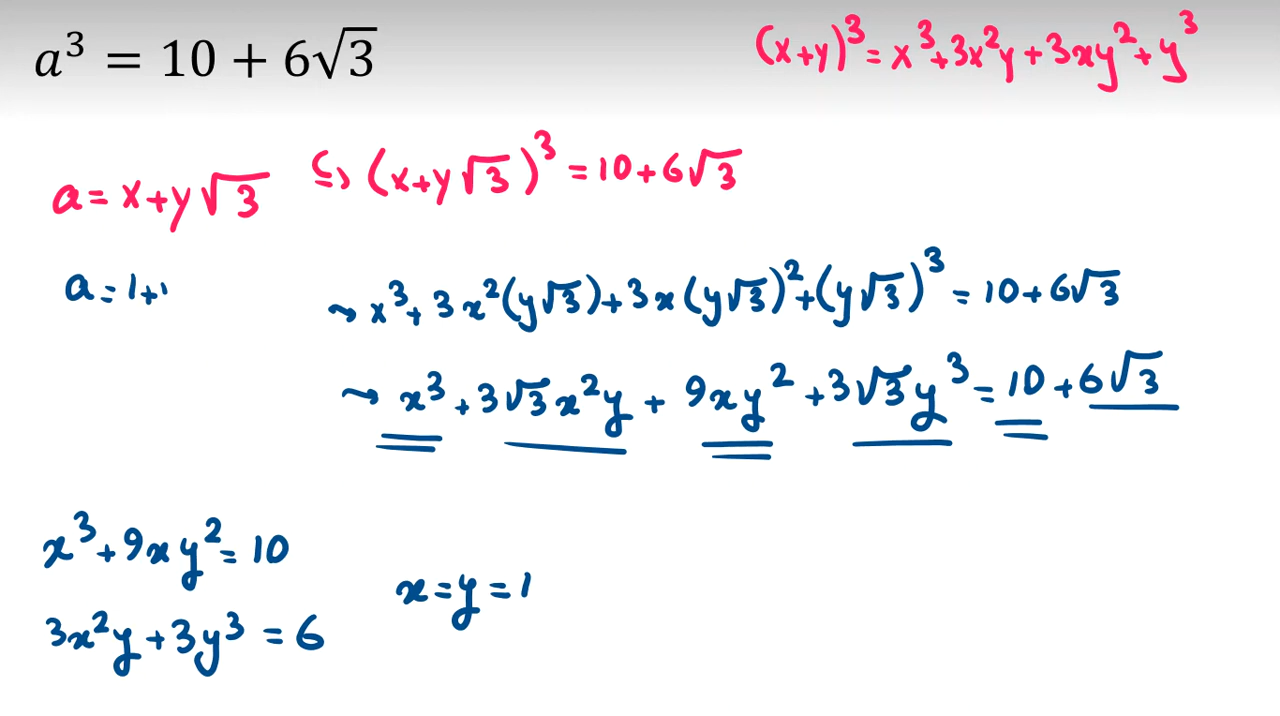 a³ = 10 + 6√3
(x+y)³ = x³+3x²y+3xy²+y³
a = x+y√3 ↪ (x+y√3)³ = 10+6√3
a = 1+1
→ x³+3x²(y√3)+3x(y√3)²+(y√3)³ = 10+6√3
→ x³+3√3x²y+9xy²+3√3y³ = 10+6√3
x³+9xy² = 10
x = y = 1
3x²y+3y³ = 6